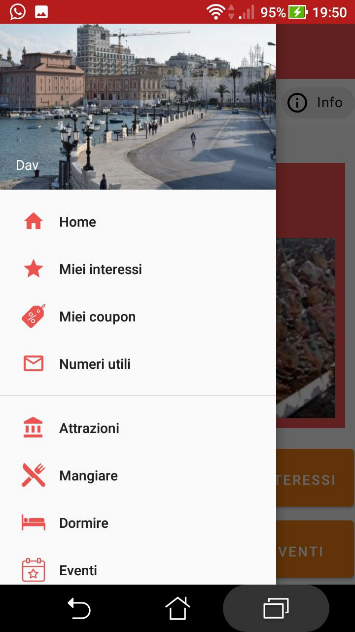 95% 19:50
Info
Dav
Home
Miei interessi
Miei coupon
Numeri utili
Attrazioni
Mangiare
TERESSI
Dormire
VENTI
Eventi